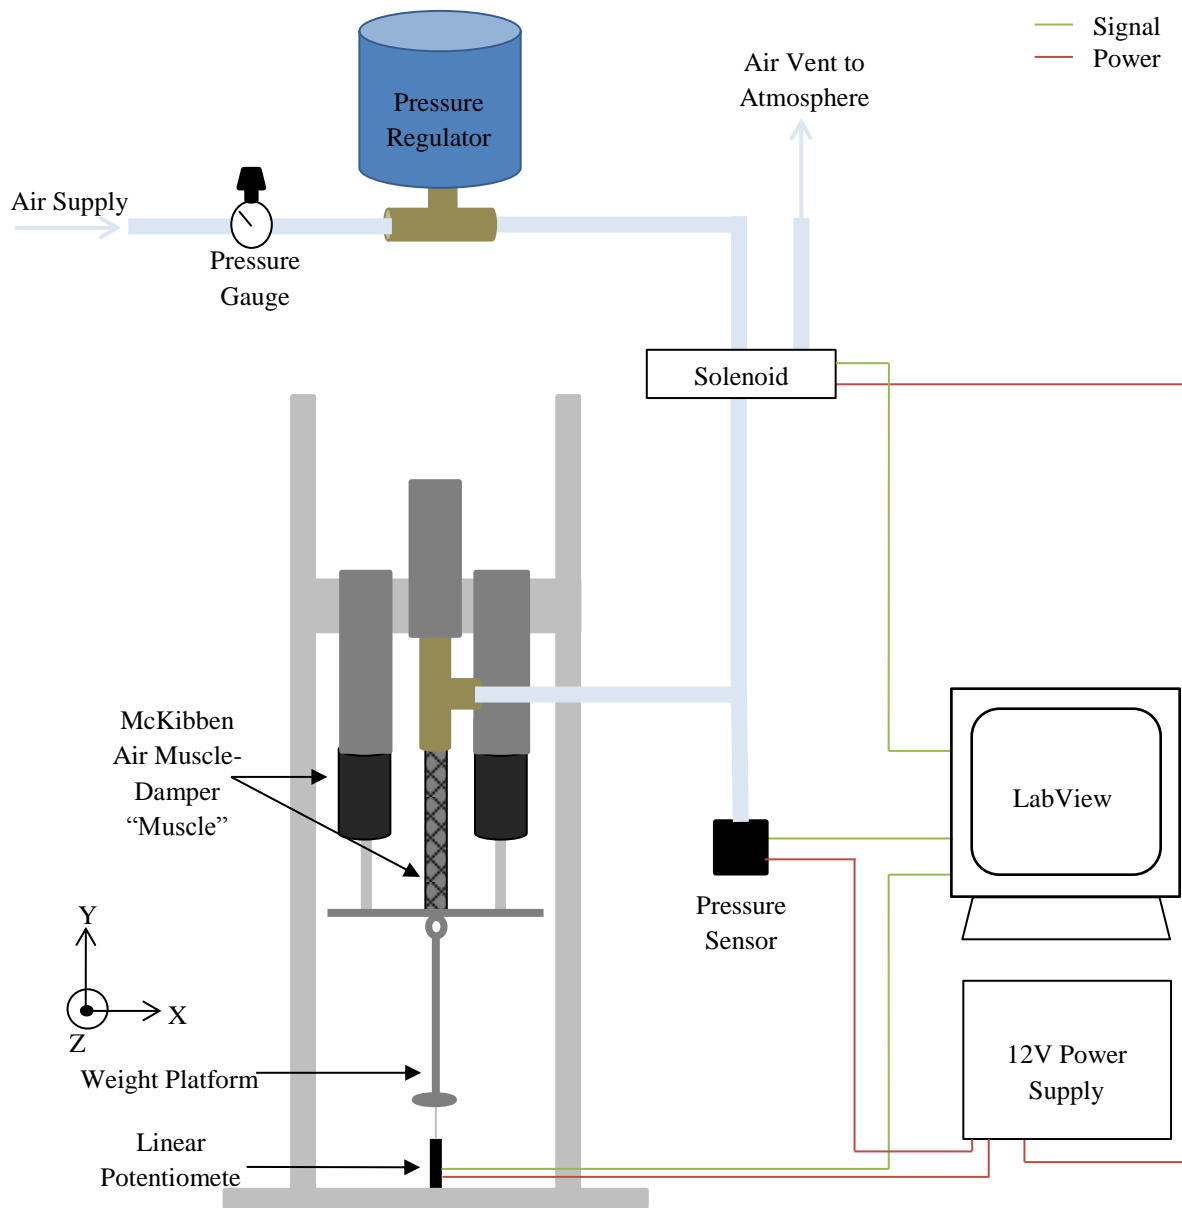 Signal
Power
Air Vent to
Atmosphere
Pressure
Regulator
Air Supply
Pressure
Gauge
Solenoid
McKibben
Air Muscle-
Damper
“Muscle”
LabView
Pressure
Sensor
Y
X
Z
12V Power
Supply
Weight Platform
Linear
Potentiomete